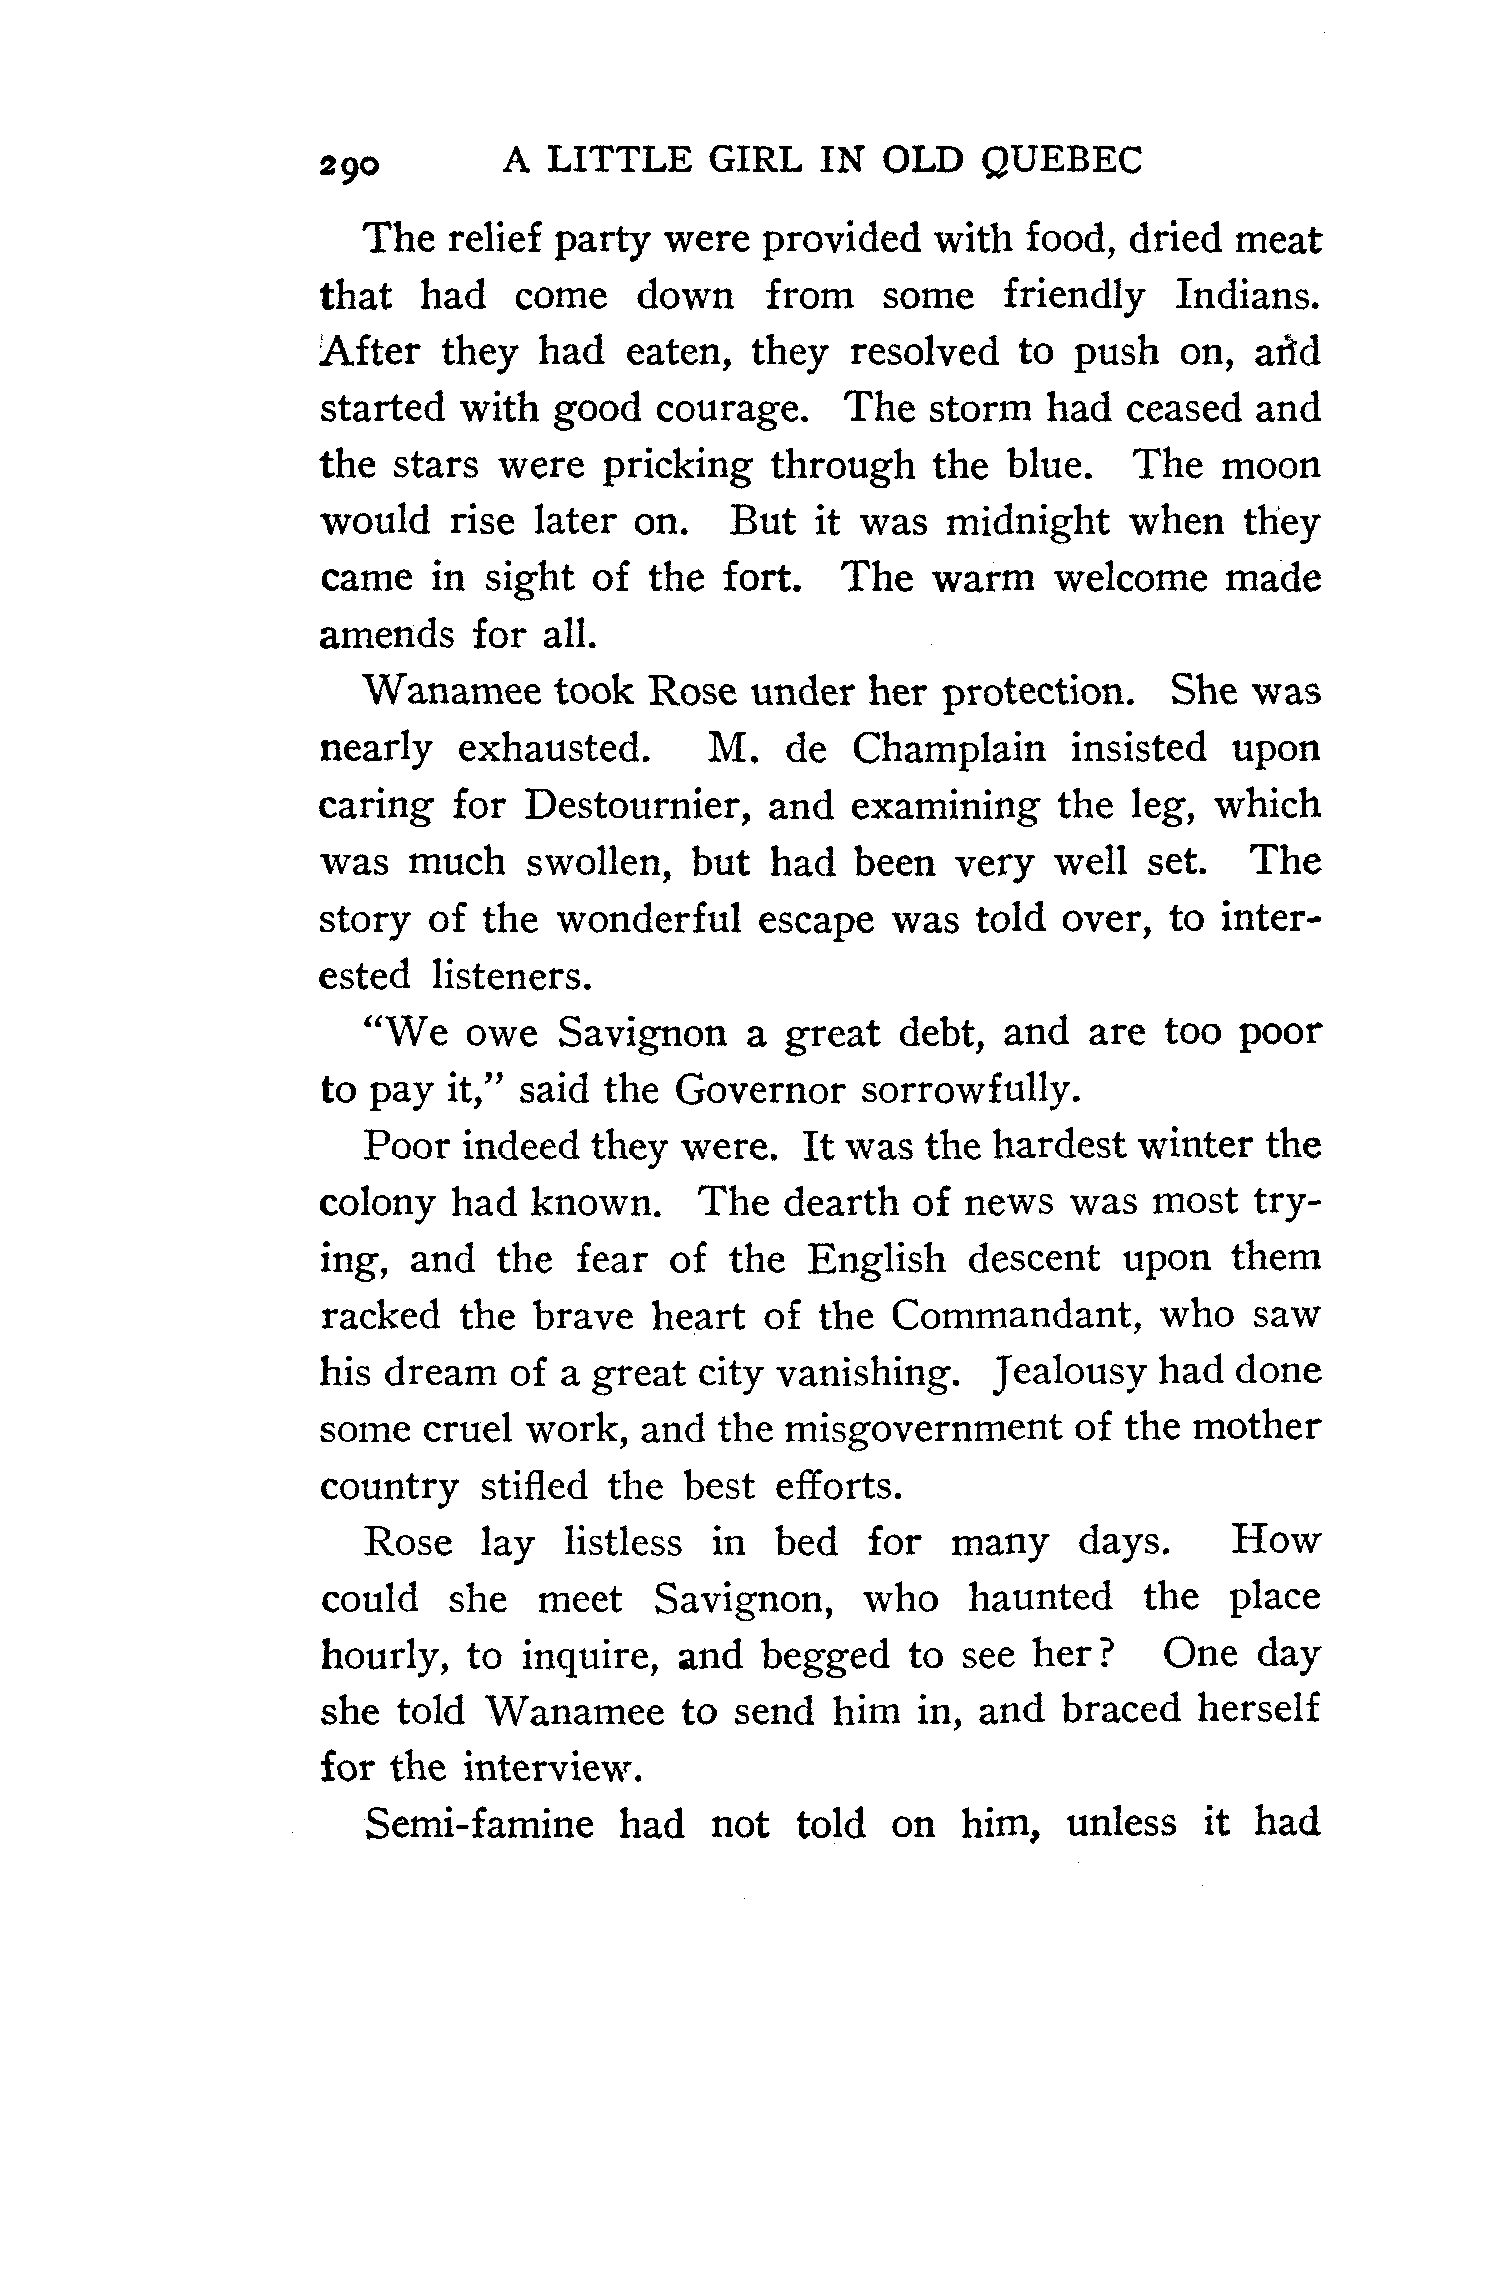 290 A LITTLE GIRL IN OLD QUEBEC
The relief party were provided with food, dried meat
that had come down from some friendly Indians.
After they had eaten, they resolved to push on, and
started with good courage. The storm had ceased and
the stars were pricking through the blue. The moon
would rise later on. But it was midnight when they
came in sight of the fort. The warm welcome made
amends for all.
Wanamee took Rose under her protection. She was
nearly exhausted. M. de Champlain insisted upon
caring for Destournier, and examining the leg, which
was much swollen, but had been very well set. The
story of the wonderful escape was told over, to inter-
ested listeners.
"We owe Savignon a great debt, and are too poor
to pay it," said the Governor sorrowfully.
Poor indeed they were. It was the hardest winter the
colony had known. The dearth of news was most try-
ing, and the fear of the English descent upon them
racked the brave heart of the Commandant, who saw
his dream of a great city vanishing. Jealousy had done
some cruel work, and the misgovernment of the mother
country stifled the best efforts.
Rose lay listless in bed for many days. How
could she meet Savignon, who haunted the place
hourly, to inquire, and begged to see her? One day
she told Wanamee to send him in, and braced herself
for the interview.
Semi-famine had not told on him, unless it had